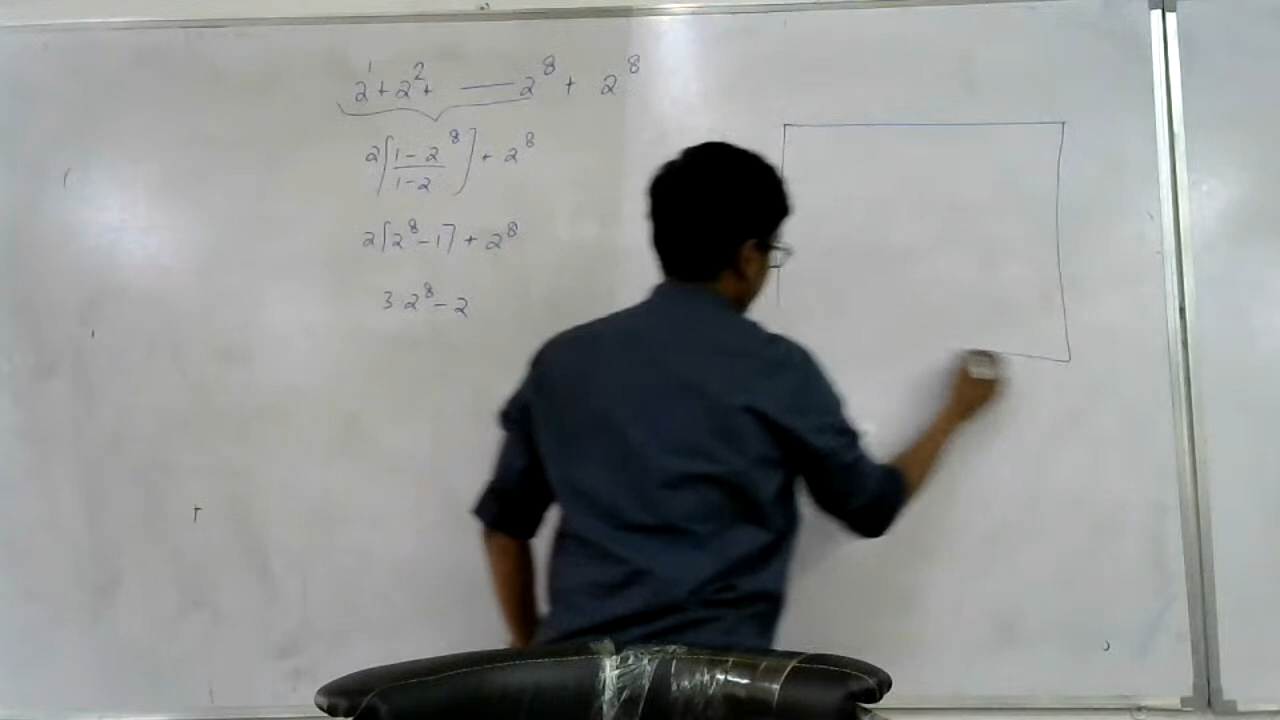 2¹ + 2² + —— 2⁸ + 2⁸
2[(1-2⁸)/(1-2)] + 2⁸
2[2⁸-1] + 2⁸
3·2⁸ - 2